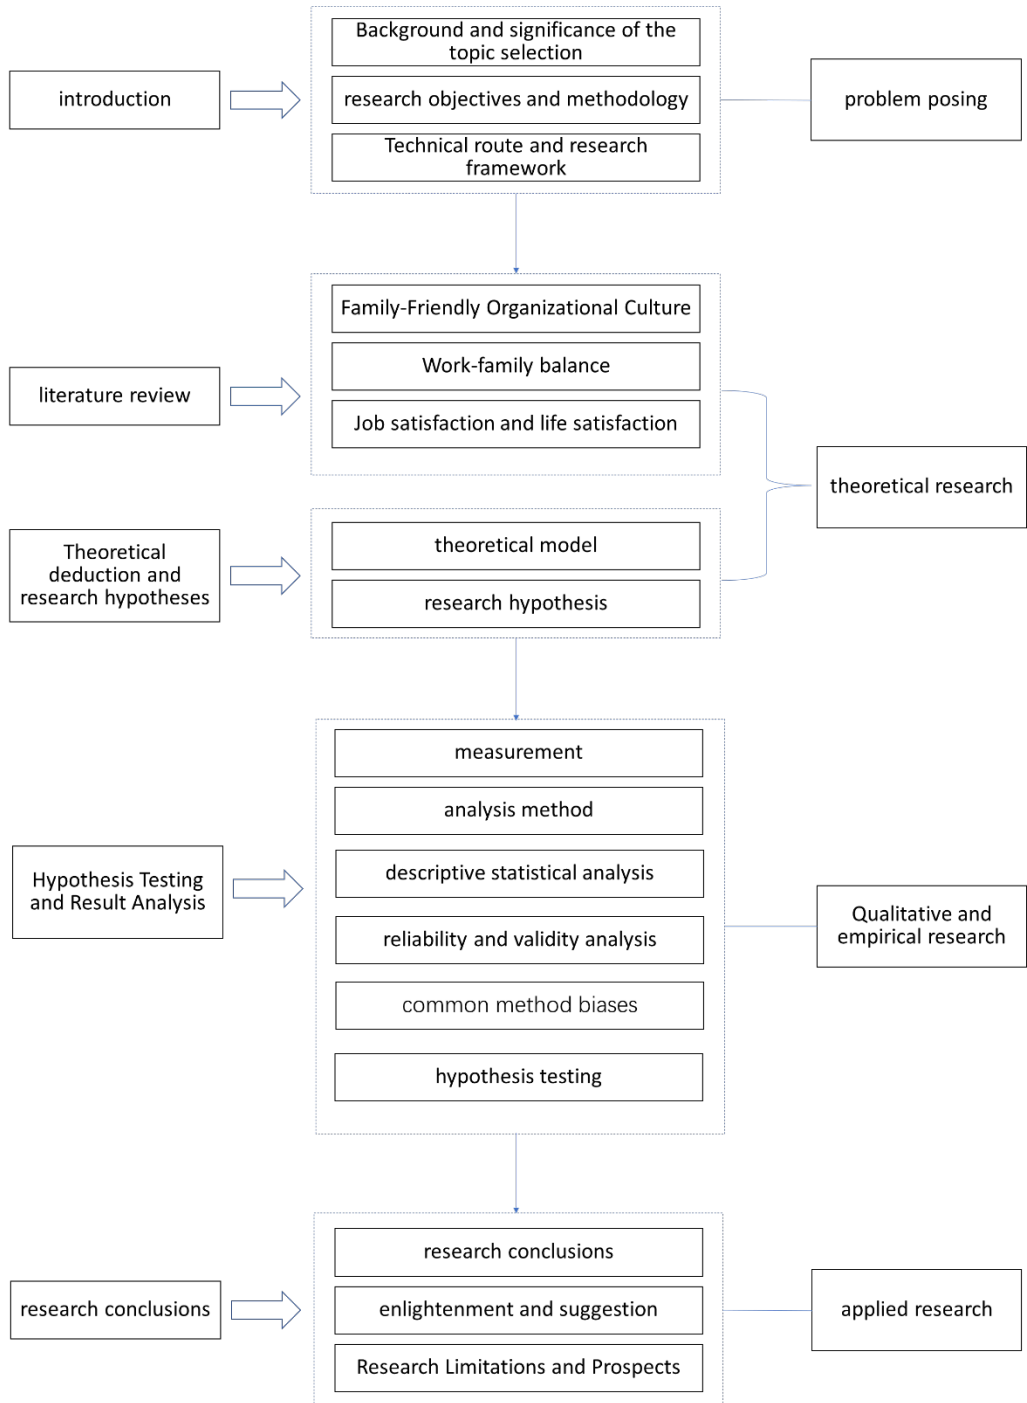 Background and significance of the
topic selection
introduction
research objectives and methodology
problem posing
Technical route and research
framework
Family-Friendly Organizational Culture
Work-family balance
literature review
Job satisfaction and life satisfaction
theoretical research
Theoretical
deduction and
research hypotheses
theoretical model
research hypothesis
measurement
analysis method
Hypothesis Testing
and Result Analysis
descriptive statistical analysis
reliability and validity analysis
Qualitative and
empirical research
common method biases
hypothesis testing
research conclusions
research conclusions
enlightenment and suggestion
applied research
Research Limitations and Prospects